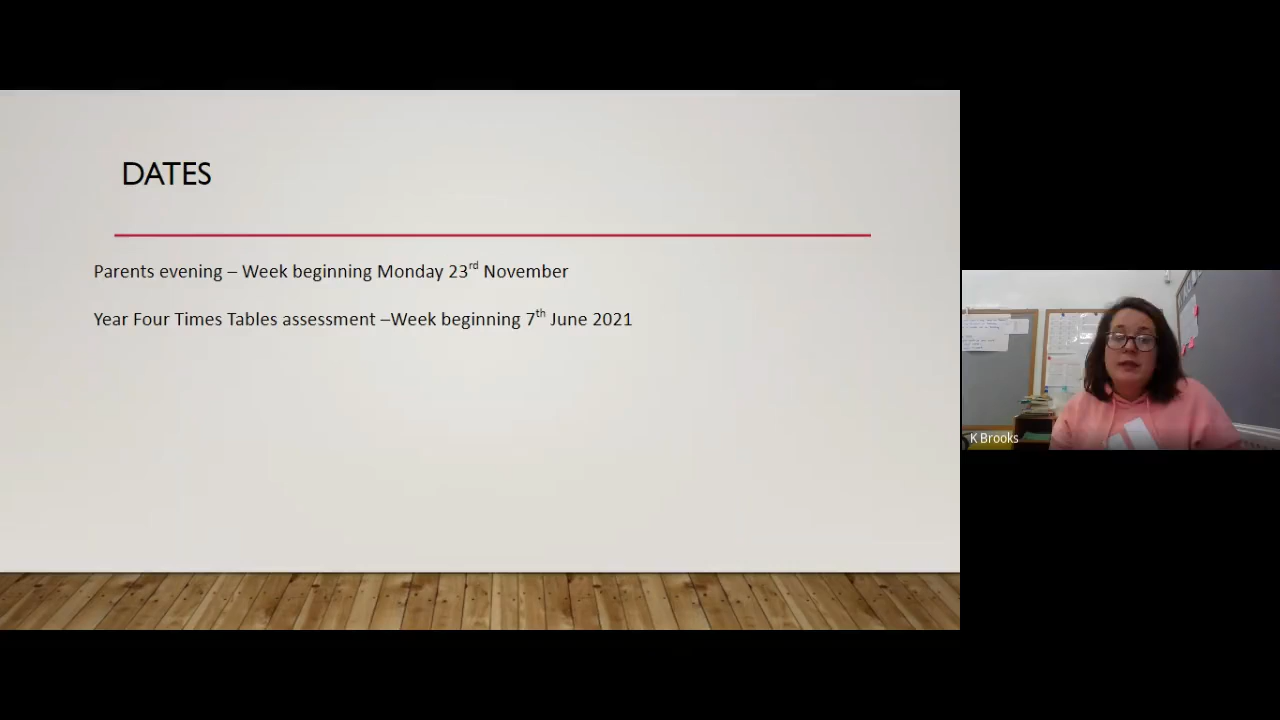 DATES
Parents evening – Week beginning Monday 23rd November
Year Four Times Tables assessment –Week beginning 7th June 2021
K Brooks